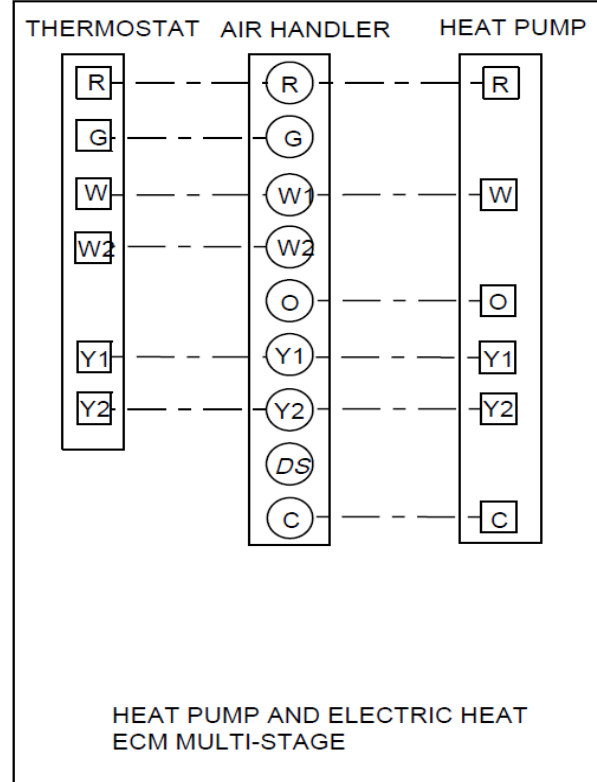 THERMOSTAT AIR HANDLER HEAT PUMP
R R R
G G
W W1 W
W2 W2
O O
Y1 Y1 Y1
Y2 Y2 Y2
DS
C C
HEAT PUMP AND ELECTRIC HEAT
ECM MULTI-STAGE